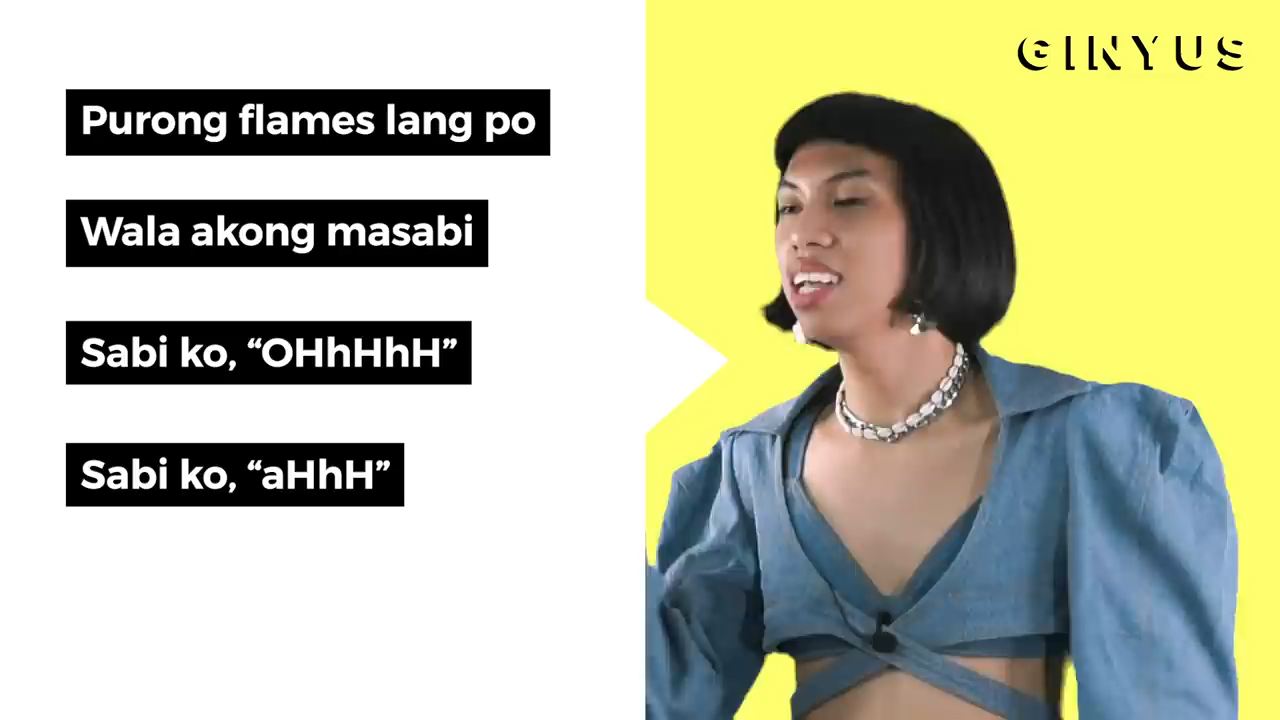 GINYUS
Purong flames lang po
Wala akong masabi
Sabi ko, “OHhHhH”
Sabi ko, “aHhH”